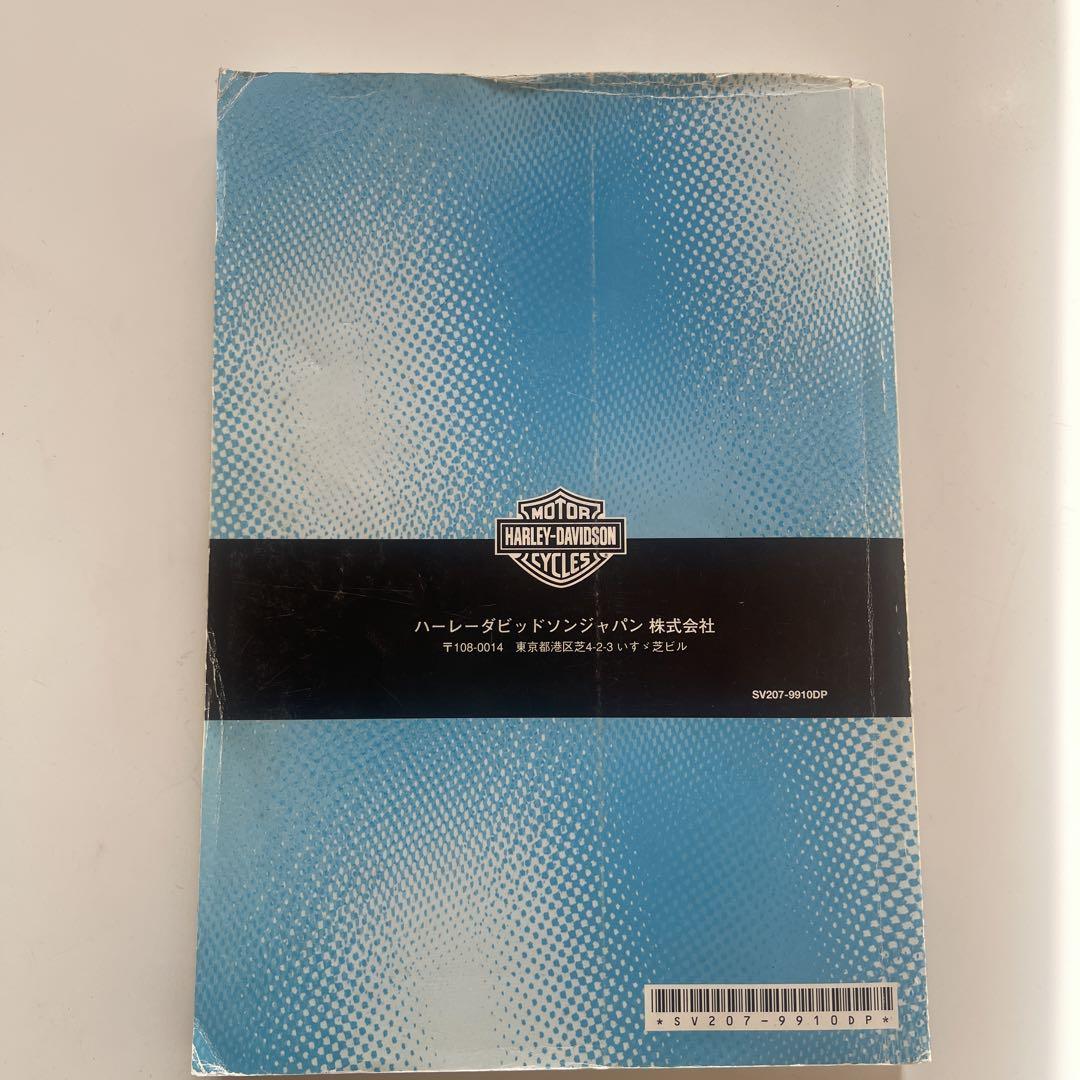 MOTOR
HARLEY-DAVIDSON
CYCLES
ハーレーダビッドソンジャパン 株式会社
〒108-0014 東京都港区芝4-2-3 いすゞ芝ビル
SV207-9910DP
*SV207-9910DP*